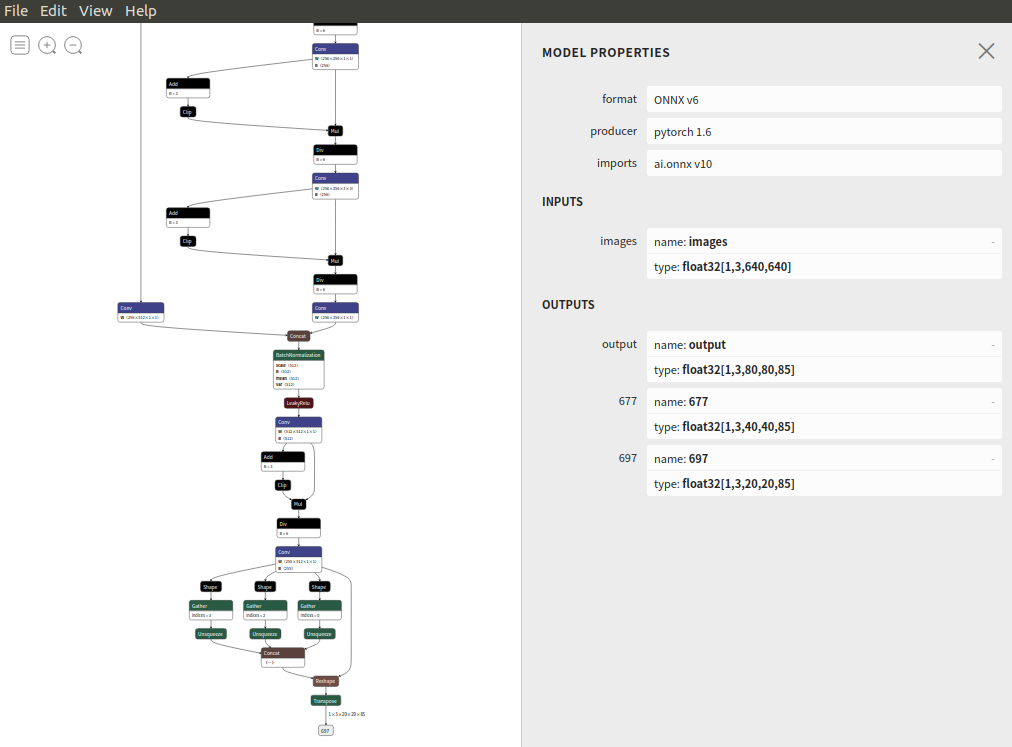 File Edit View Help
B = 6
Conv
W ⟨256×256×1×1⟩
B ⟨256⟩
Add
B = 3
Clip
Mul
Div
B = 6
Conv
W ⟨256×256×3×3⟩
B ⟨256⟩
Add
B = 3
Clip
Mul
Div
B = 6
Conv
W ⟨256×512×1×1⟩
Conv
W ⟨256×256×1×1⟩
Concat
BatchNormalization
scale ⟨512⟩
B ⟨512⟩
mean ⟨512⟩
var ⟨512⟩
LeakyRelu
Conv
W ⟨512×512×1×1⟩
B ⟨512⟩
Add
B = 3
Clip
Mul
Div
B = 6
Conv
W ⟨255×512×1×1⟩
B ⟨255⟩
Shape Shape Shape
Gather Gather Gather
indices = 3 indices = 2 indices = 0
Unsqueeze Unsqueeze Unsqueeze
Concat
⟨···⟩
Reshape
Transpose
1×3×20×20×85
697
MODEL PROPERTIES
format ONNX v6
producer pytorch 1.6
imports ai.onnx v10
INPUTS
images name: images -
type: float32[1,3,640,640]
OUTPUTS
output name: output -
type: float32[1,3,80,80,85]
677 name: 677 -
type: float32[1,3,40,40,85]
697 name: 697 -
type: float32[1,3,20,20,85]